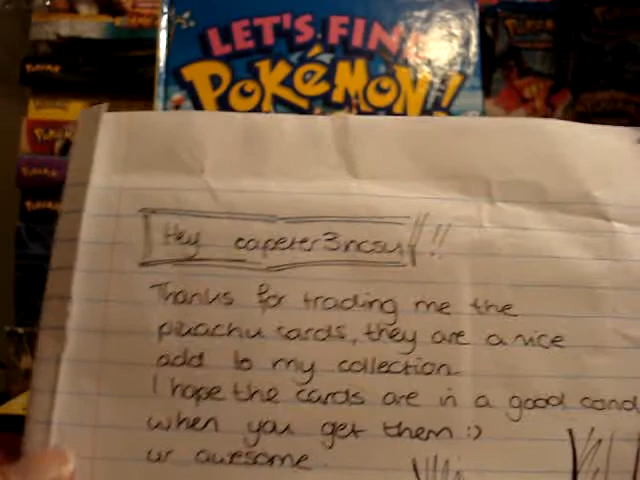 LET'S FIN
POKéMON!
Hey capeter3ncsu!!!
Thanks for trading me the
pikachu cards, they are a nice
add to my collection.
I hope the cards are in a good cond
when you get them :)
ur awesome.